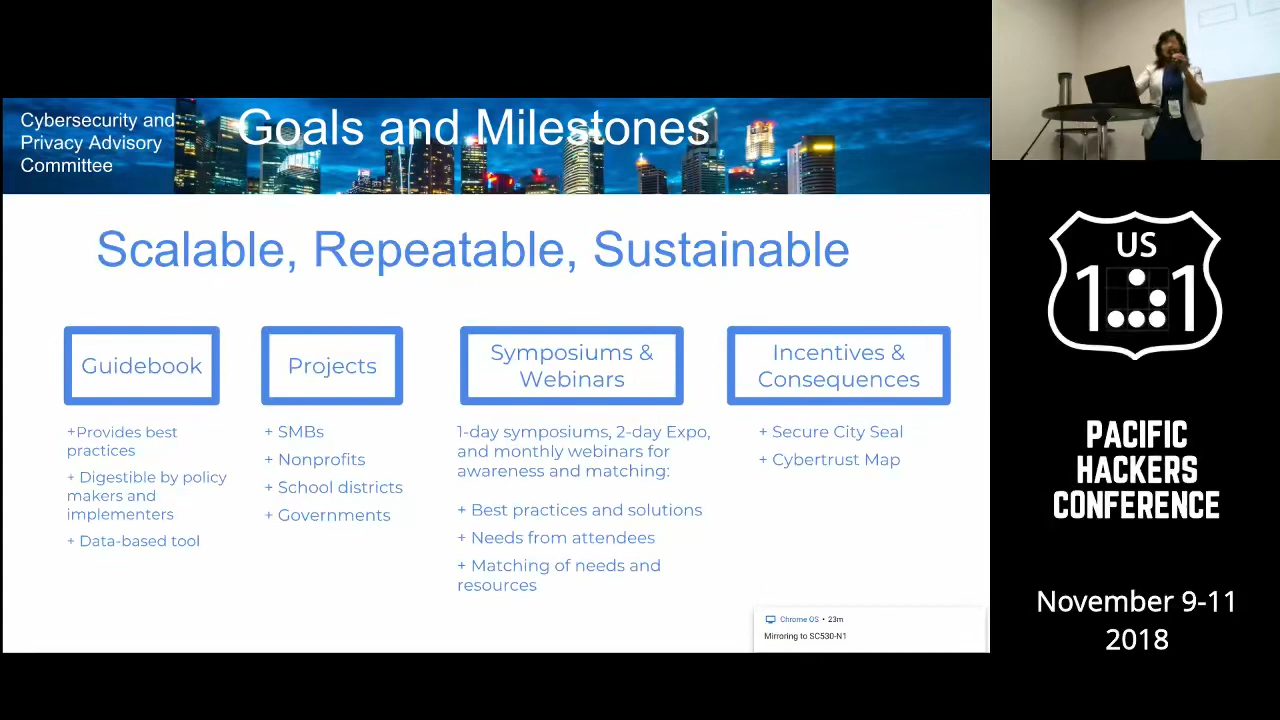 Cybersecurity and
Privacy Advisory
Committee
Goals and Milestones
Scalable, Repeatable, Sustainable
Guidebook
+Provides best
practices
+ Digestible by policy
makers and
implementers
+ Data-based tool
Projects
+ SMBs
+ Nonprofits
+ School districts
+ Governments
Symposiums &
Webinars
1-day symposiums, 2-day Expo,
and monthly webinars for
awareness and matching:
+ Best practices and solutions
+ Needs from attendees
+ Matching of needs and
resources
Incentives &
Consequences
+ Secure City Seal
+ Cybertrust Map
Chrome OS • 23m
Mirroring to SC530-N1
US
1 1
PACIFIC
HACKERS
CONFERENCE
November 9-11
2018